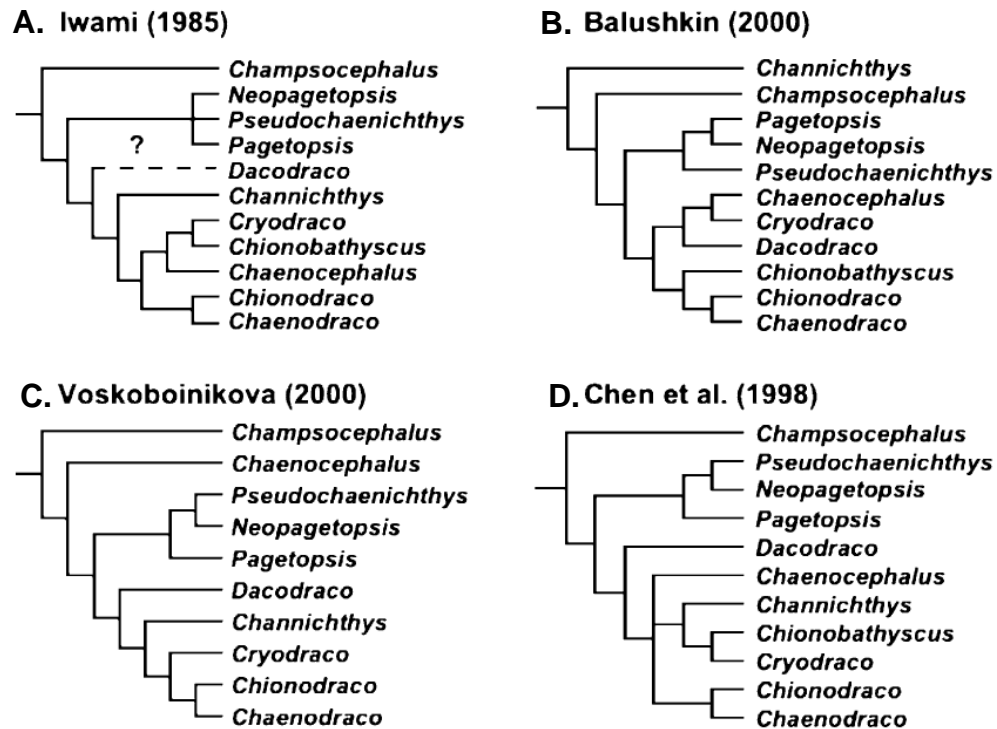 A. Iwami (1985)
Champsocephalus
Neopagetopsis
Pseudochaenichthys
Pagetopsis
?
Dacodraco
Channichthys
Cryodraco
Chionobathyscus
Chaenocephalus
Chionodraco
Chaenodraco
B. Balushkin (2000)
Channichthys
Champsocephalus
Pagetopsis
Neopagetopsis
Pseudochaenichthys
Chaenocephalus
Cryodraco
Dacodraco
Chionobathyscus
Chionodraco
Chaenodraco
C. Voskoboinikova (2000)
Champsocephalus
Chaenocephalus
Pseudochaenichthys
Neopagetopsis
Pagetopsis
Dacodraco
Channichthys
Cryodraco
Chionodraco
Chaenodraco
D. Chen et al. (1998)
Champsocephalus
Pseudochaenichthys
Neopagetopsis
Pagetopsis
Dacodraco
Chaenocephalus
Channichthys
Chionobathyscus
Cryodraco
Chionodraco
Chaenodraco